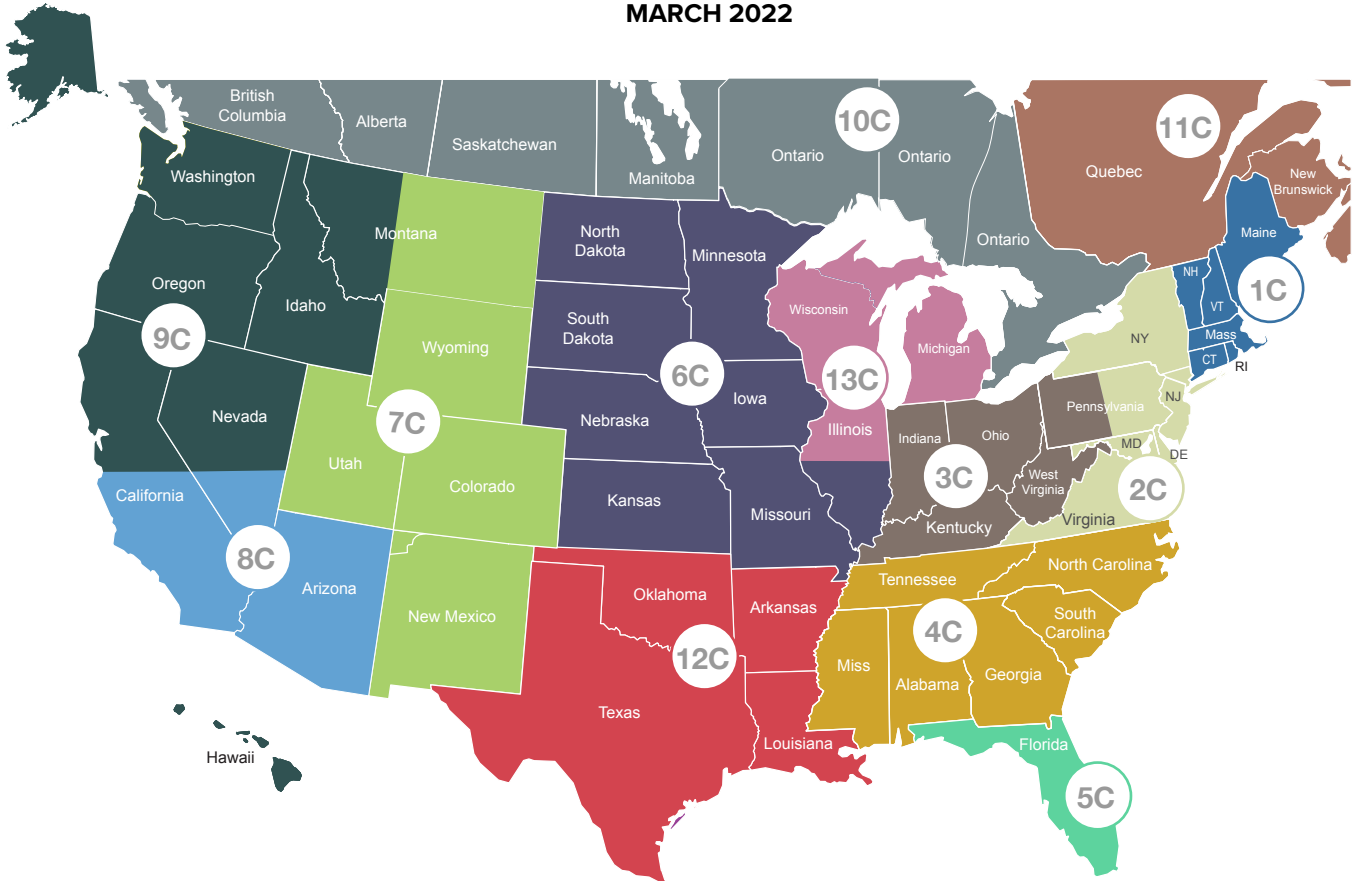 MARCH 2022
British
Columbia
Alberta
Saskatchewan
Manitoba
Ontario
10C
Ontario
Ontario
11C
Quebec
New
Brunswick
Washington
Montana
North
Dakota
Minnesota
Maine
NH
VT
1C
Oregon
Idaho
9C
Wyoming
South
Dakota
Wisconsin
Michigan
NY
Mass
CT
RI
Nevada
7C
6C
Nebraska
Iowa
13C
Illinois
Indiana
Ohio
Pennsylvania
NJ
MD
DE
Utah
Colorado
California
Kansas
Missouri
3C
West
Virginia
2C
Kentucky
Virginia
8C
Arizona
New Mexico
Oklahoma
Arkansas
Tennessee
North Carolina
South
Carolina
4C
12C
Miss
Alabama
Georgia
Texas
Louisiana
Florida
Hawaii
5C